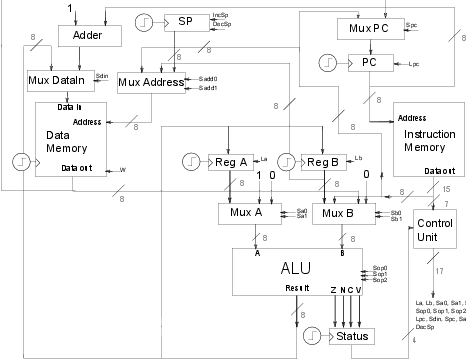 1
IncSp
SP
DecSp
8
Adder
Mux PC
Spc
8
8
PC
Lpc
Mux DataIn
Sdin
Mux Address
Sadd0
Sadd1
8
8
8
Data In
Address
Data
Memory
Data out
W
8
Address
Instruction
Memory
Data out
8
15
7
Reg A
La
1 0
Reg B
Lb
0
8
8
8
Mux A
Sa0
Sa1
Mux B
Sb0
Sb1
Control
Unit
8
8
A
B
ALU
Sop0
Sop1
Sop2
Result
Z N C V
17
8
Status
La, Lb, Sa0, Sa1,
Sop0, Sop1, Sop2
Lpc, Sdin, Spc, Sa
DecSp